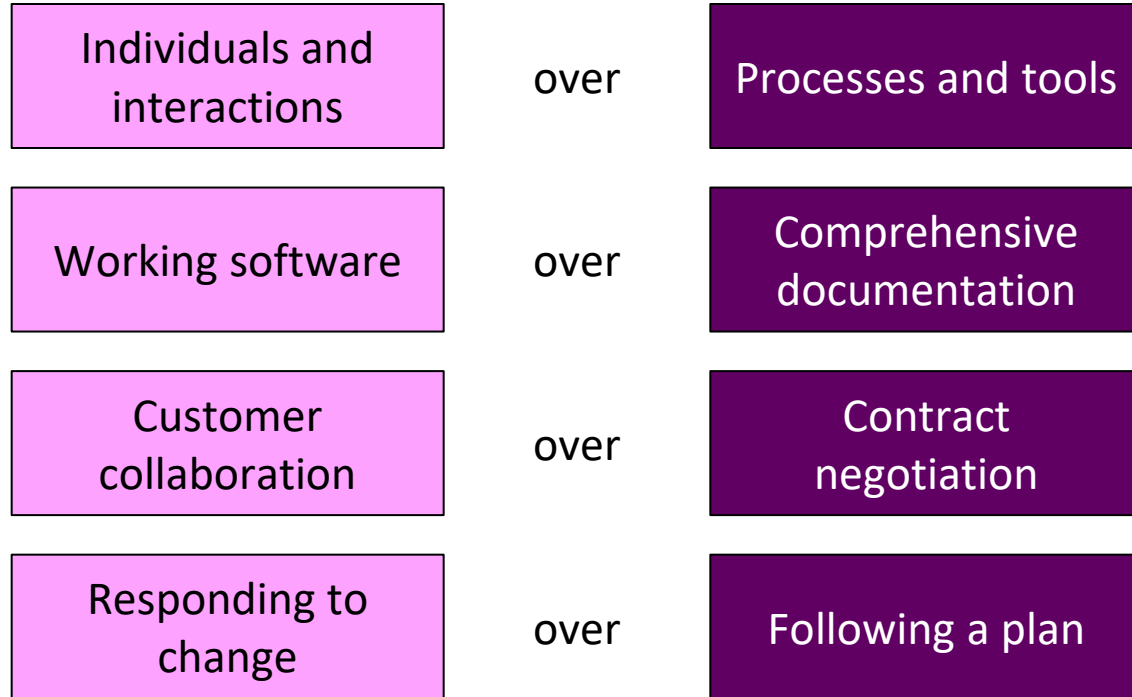 Individuals and
interactions
over
Processes and tools
Working software
over
Comprehensive
documentation
Customer
collaboration
over
Contract
negotiation
Responding to
change
over
Following a plan